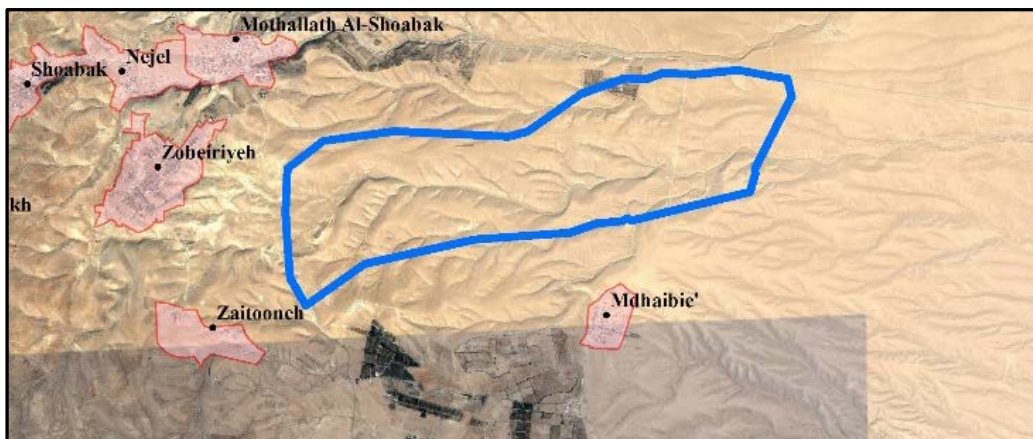 Mothallath Al-Shoabak
Nejel
Shoabak
Zobeiriyeh
kh
Mdhaibie'
Zaitooneh